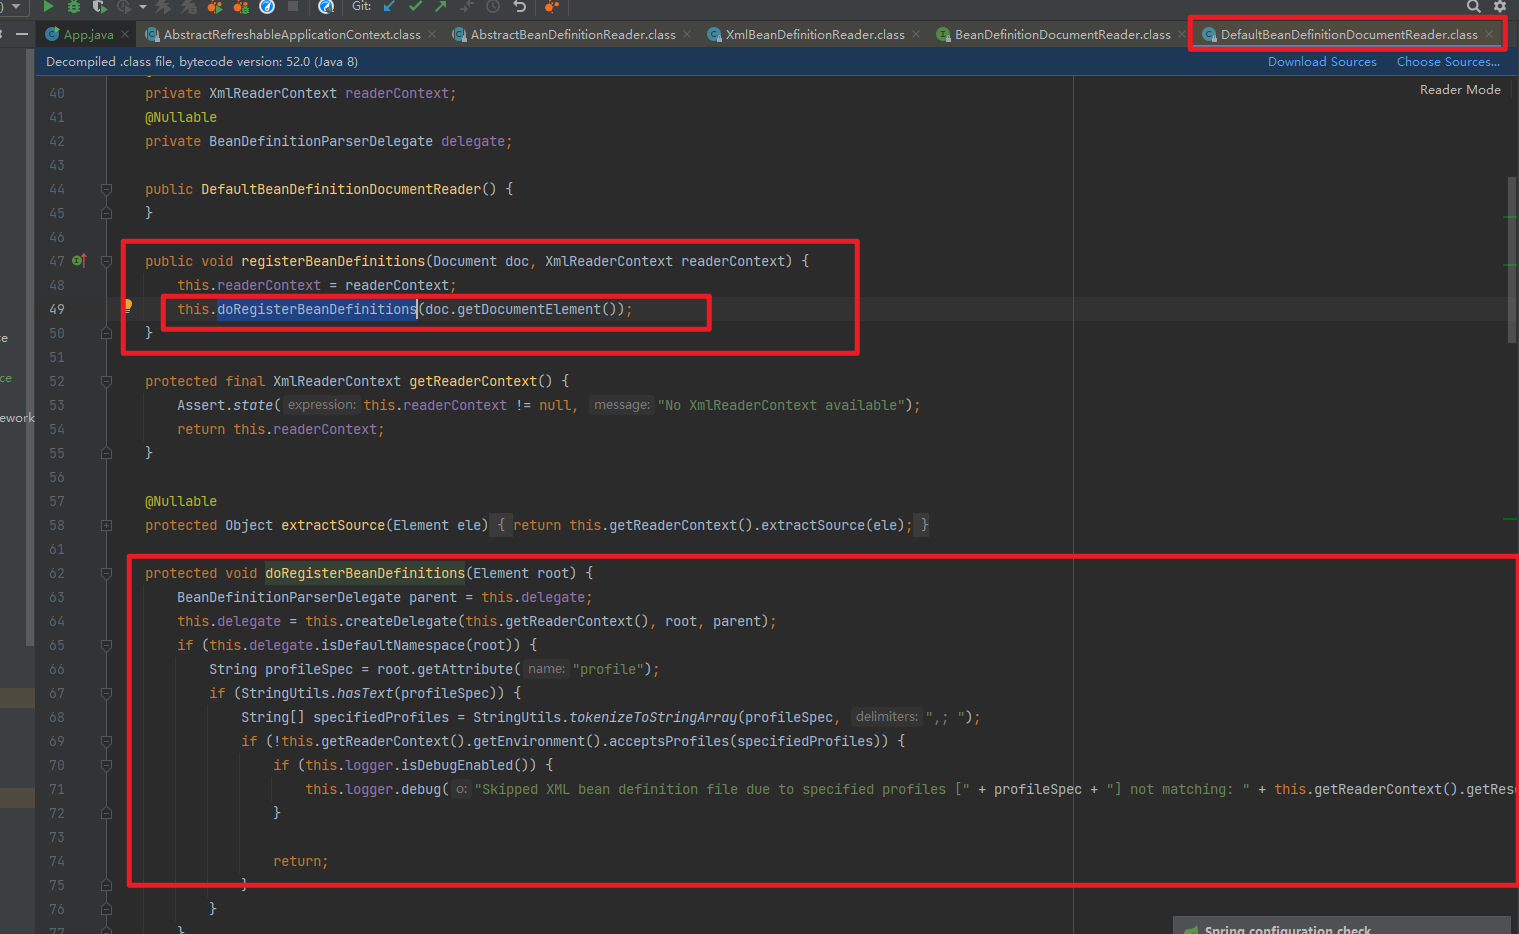 Git:
App.java
AbstractRefreshableApplicationContext.class
AbstractBeanDefinitionReader.class
XmlBeanDefinitionReader.class
BeanDefinitionDocumentReader.class
DefaultBeanDefinitionDocumentReader.class
Decompiled .class file, bytecode version: 52.0 (Java 8)
Download Sources
Choose Sources...
Reader Mode
40 private XmlReaderContext readerContext;
41 @Nullable
42 private BeanDefinitionParserDelegate delegate;
43
44 public DefaultBeanDefinitionDocumentReader() {
45 }
46
47 public void registerBeanDefinitions(Document doc, XmlReaderContext readerContext) {
48 this.readerContext = readerContext;
49 this.doRegisterBeanDefinitions(doc.getDocumentElement());
50 }
51
52 protected final XmlReaderContext getReaderContext() {
53 Assert.state( expression: this.readerContext != null, message: "No XmlReaderContext available");
54 return this.readerContext;
55 }
56
57 @Nullable
58 protected Object extractSource(Element ele) { return this.getReaderContext().extractSource(ele); }
61
62 protected void doRegisterBeanDefinitions(Element root) {
63 BeanDefinitionParserDelegate parent = this.delegate;
64 this.delegate = this.createDelegate(this.getReaderContext(), root, parent);
65 if (this.delegate.isDefaultNamespace(root)) {
66 String profileSpec = root.getAttribute( name: "profile");
67 if (StringUtils.hasText(profileSpec)) {
68 String[] specifiedProfiles = StringUtils.tokenizeToStringArray(profileSpec, delimiters: ",; ");
69 if (!this.getReaderContext().getEnvironment().acceptsProfiles(specifiedProfiles)) {
70 if (this.logger.isDebugEnabled()) {
71 this.logger.debug( o: "Skipped XML bean definition file due to specified profiles [" + profileSpec + "] not matching: " + this.getReaderContext().getRes
72 }
73
74 return;
75 }
76 }
77 }
e
ce
ework
Spring configuration check